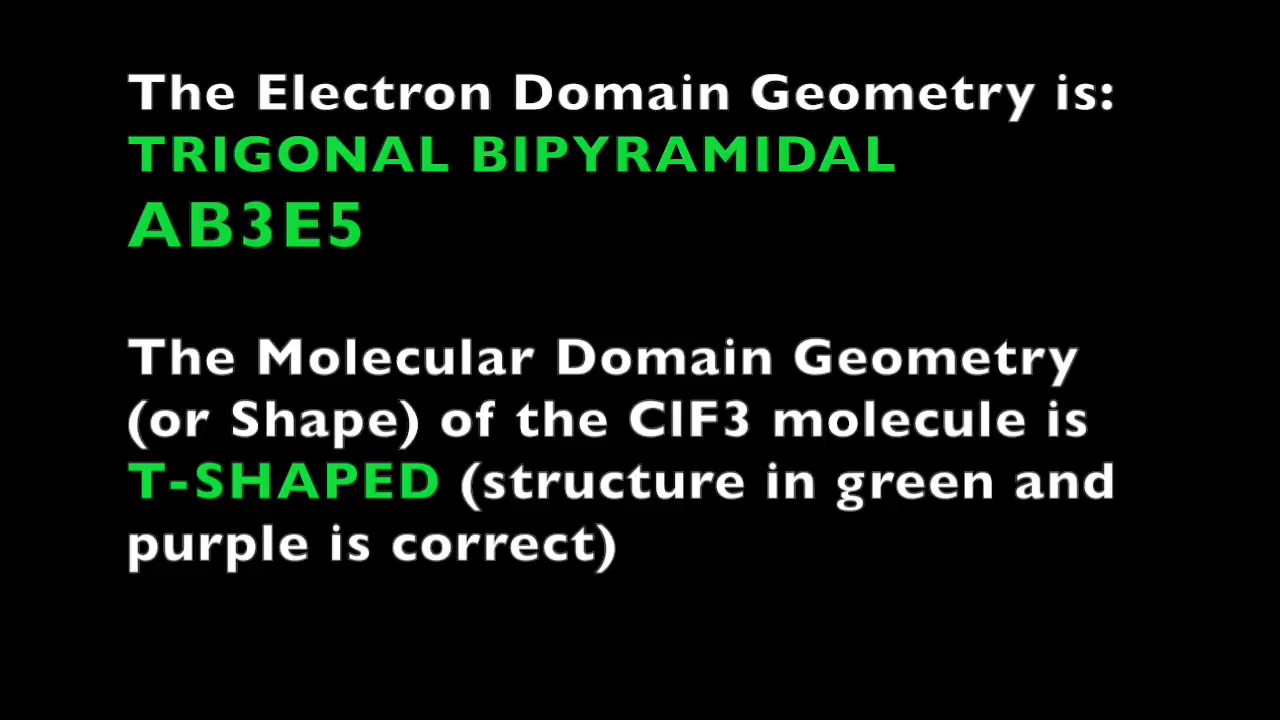 The Electron Domain Geometry is:
TRIGONAL BIPYRAMIDAL
AB3E5
The Molecular Domain Geometry
(or Shape) of the ClF3 molecule is
T-SHAPED (structure in green and
purple is correct)